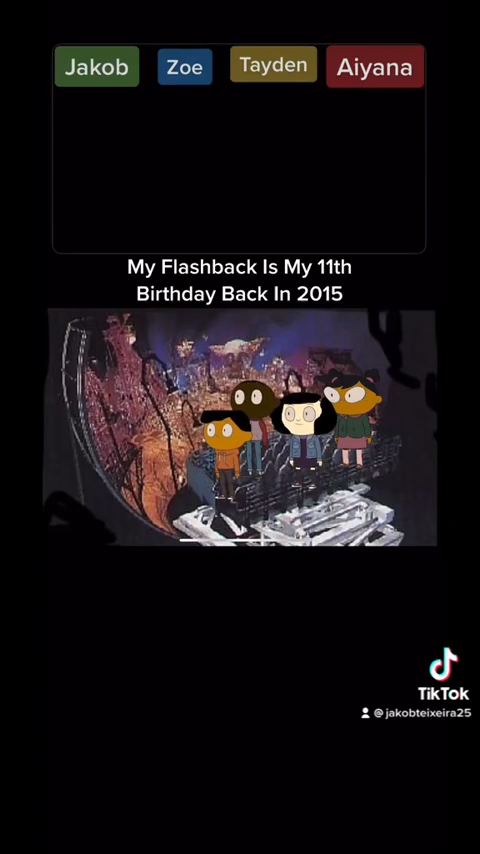 Jakob Zoe Tayden Aiyana
My Flashback Is My 11th
Birthday Back In 2015
TikTok
@jakobteixeira25